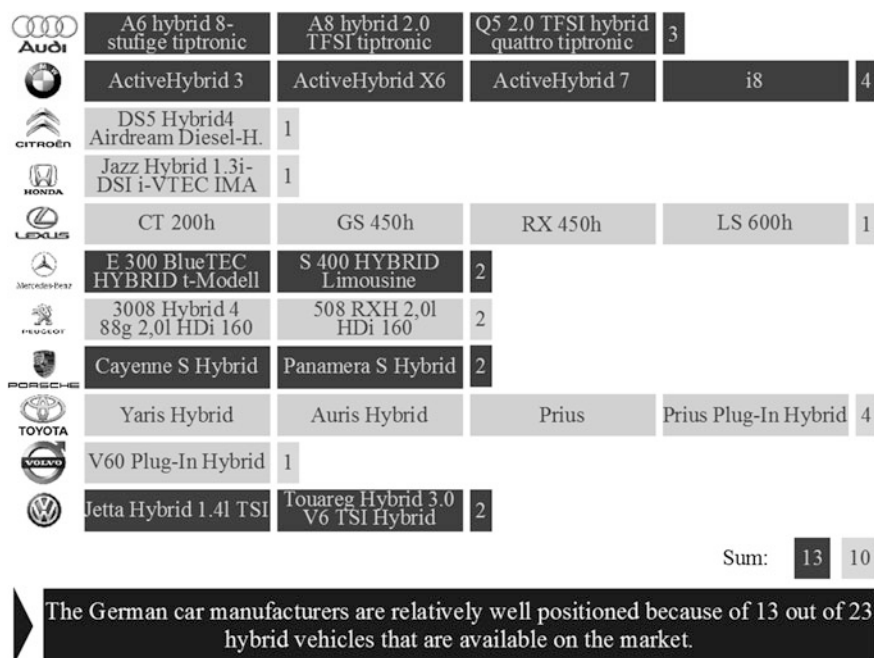 A6 hybrid 8-
stufige tiptronic
A8 hybrid 2.0
TFSI tiptronic
Q5 2.0 TFSI hybrid
quattro tiptronic
3
Audi
ActiveHybrid 3
ActiveHybrid X6
ActiveHybrid 7
i8
4
DS5 Hybrid4
Airdream Diesel-H.
1
CITROËN
Jazz Hybrid 1.3i-
DSI i-VTEC IMA
1
HONDA
CT 200h
GS 450h
RX 450h
LS 600h
1
LEXUS
E 300 BlueTEC
HYBRID t-Modell
S 400 HYBRID
Limousine
2
Mercedes-Benz
3008 Hybrid 4
88g 2,0l HDi 160
508 RXH 2,0l
HDi 160
2
PEUGEOT
Cayenne S Hybrid
Panamera S Hybrid
2
PORSCHE
Yaris Hybrid
Auris Hybrid
Prius
Prius Plug-In Hybrid
4
TOYOTA
VOLVO
V60 Plug-In Hybrid
1
Jetta Hybrid 1.4l TSI
Touareg Hybrid 3.0
V6 TSI Hybrid
2
Sum:
13
10
The German car manufacturers are relatively well positioned because of 13 out of 23
hybrid vehicles that are available on the market.